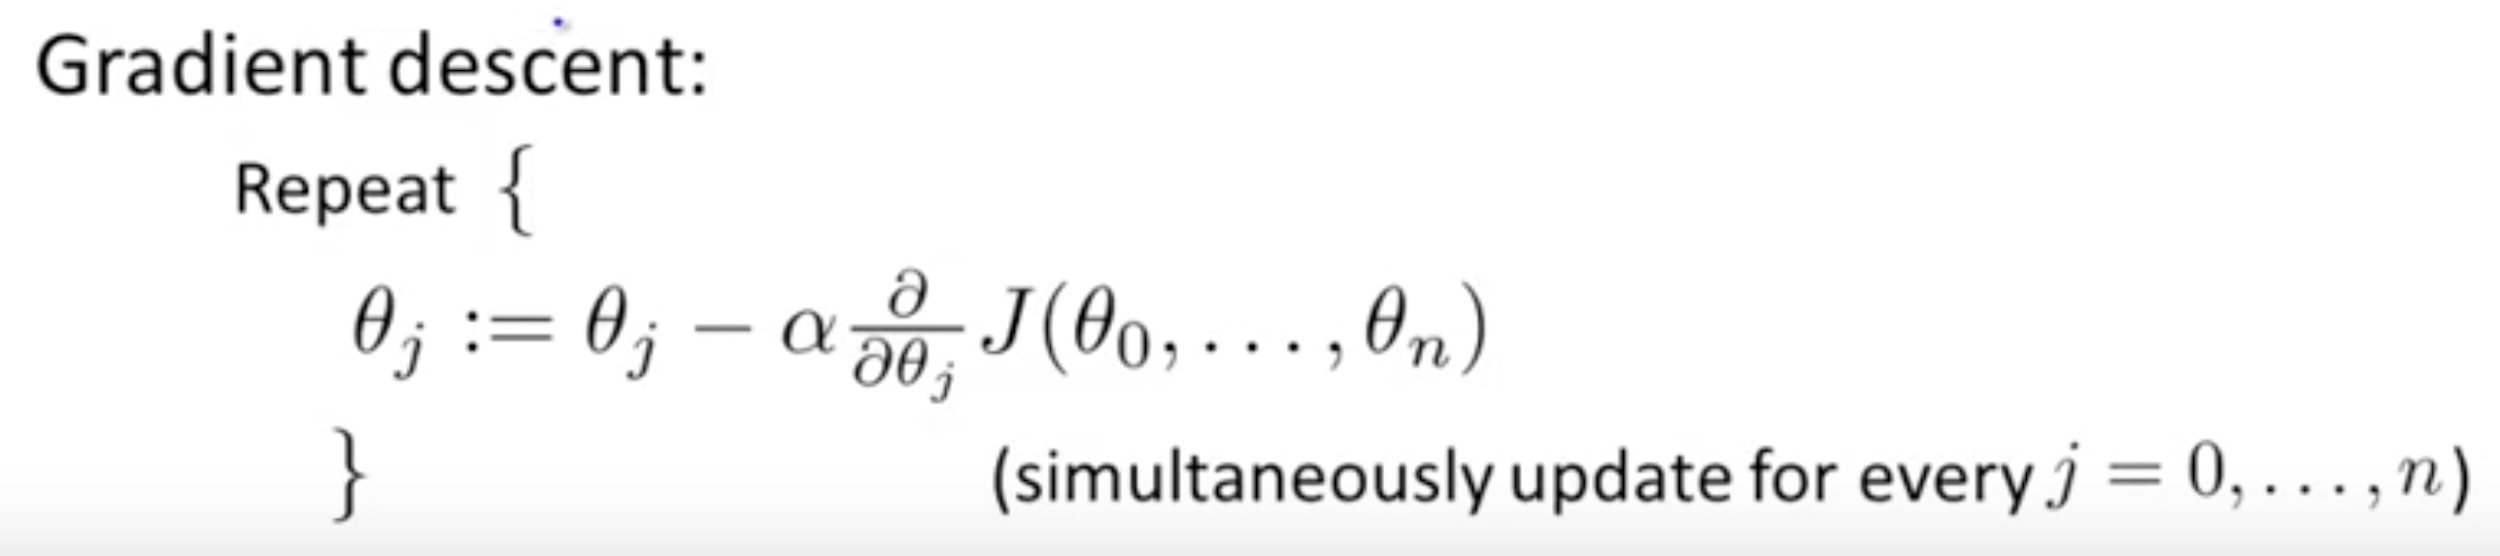 Gradient descent:
Repeat {
θ_j := θ_j − α ∂/∂θ_j J(θ_0, . . . , θ_n)
}
(simultaneously update for every j = 0, . . . , n)